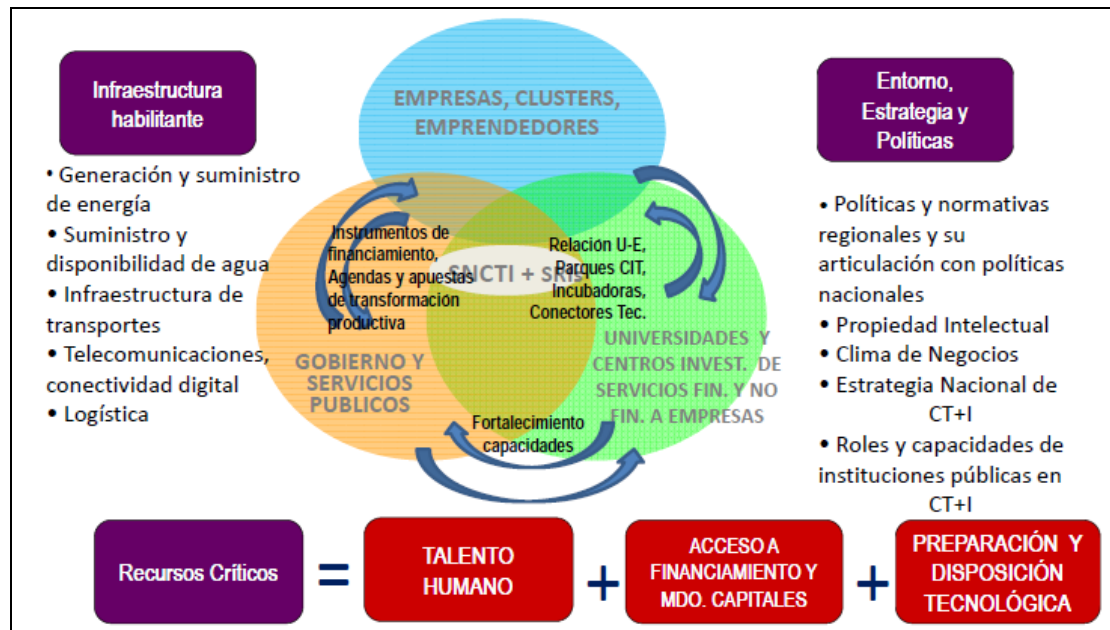 Infraestructura
habilitante
• Generación y suministro
de energía
• Suministro y
disponibilidad de agua
• Infraestructura de
transportes
• Telecomunicaciones,
conectividad digital
• Logística
EMPRESAS, CLUSTERS,
EMPRENDEDORES
Instrumentos de
financiamiento,
Agendas y apuestas
de transformación
productiva
SNCTI + SRIs
Relación U-E,
Parques CIT,
Incubadoras,
Conectores Tec.
GOBIERNO Y
SERVICIOS
PUBLICOS
UNIVERSIDADES Y
CENTROS INVEST. DE
SERVICIOS FIN. Y NO
FIN. A EMPRESAS
Fortalecimiento
capacidades
Entorno,
Estrategia y
Políticas
• Políticas y normativas
regionales y su
articulación con políticas
nacionales
• Propiedad Intelectual
• Clima de Negocios
• Estrategia Nacional de
CT+I
• Roles y capacidades de
instituciones públicas en
CT+I
Recursos Críticos
=
TALENTO
HUMANO
+
ACCESO A
FINANCIAMIENTO Y
MDO. CAPITALES
+
PREPARACIÓN Y
DISPOSICIÓN
TECNOLÓGICA